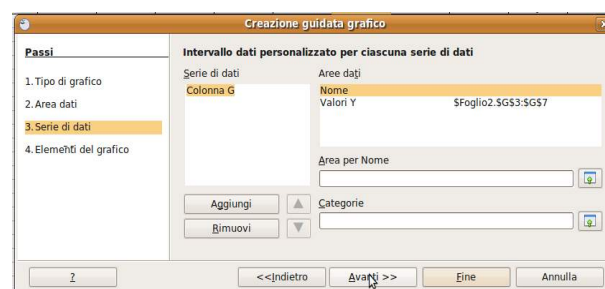 Creazione guidata grafico
Passi
1. Tipo di grafico
2. Area dati
3. Serie di dati
4. Elementi del grafico
Intervallo dati personalizzato per ciascuna serie di dati
Serie di dati
Colonna G
Aggiungi
Rimuovi
Aree dati
Nome
Valori Y $Foglio2.$G$3:$G$7
Area per Nome
Categorie
?
<<Indietro
Avanti >>
Fine
Annulla